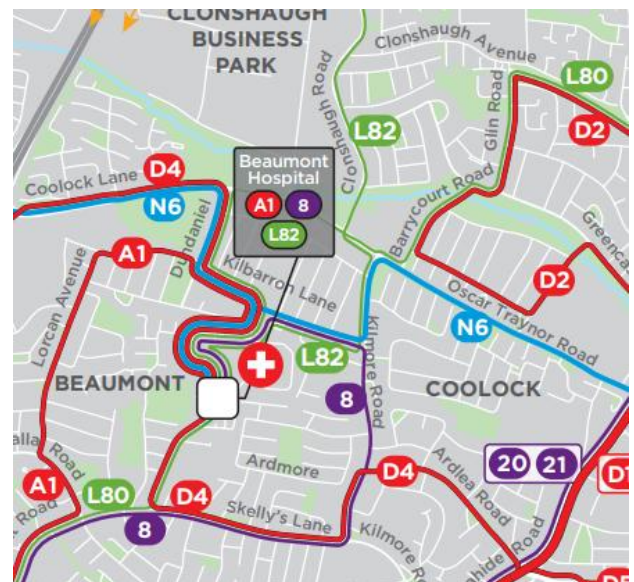 CLONSHAUGH
BUSINESS
PARK
Clonshaugh Avenue
L80
D2
Glin Road
Clonshaugh Road
L82
Beaumont
Hospital
A1 8
L82
D4
Coolock Lane
N6
Dundaniel
Barrycourt Road
A1
Kilbarron Lane
D2
Oscar Traynor Road
N6
Lorcan Avenue
L82
Kilmore Road
BEAUMONT
8
COOLOCK
Road
A1
Ardmore
D4
Ardlea Road
20 21
L80
D4
8
Skelly's Lane
Kilmore
Road